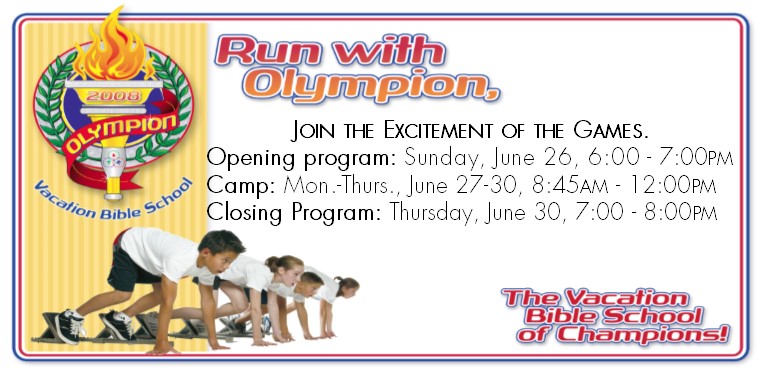 2008
OLYMPION
Vacation Bible School
Run with
Olympion,
JOIN THE EXCITEMENT OF THE GAMES.
Opening program: Sunday, June 26, 6:00 - 7:00PM
Camp: Mon.-Thurs., June 27-30, 8:45AM - 12:00PM
Closing Program: Thursday, June 30, 7:00 - 8:00PM
The Vacation
Bible School
of Champions!